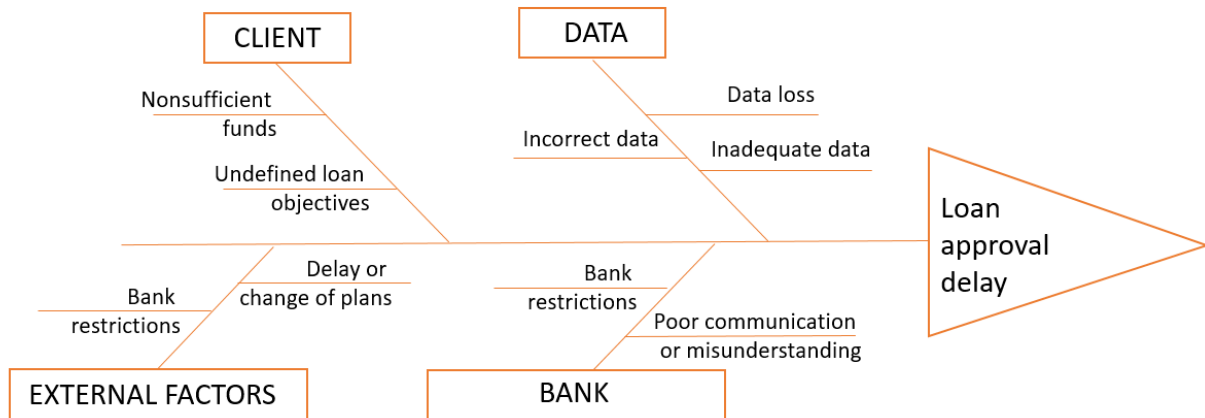 CLIENT
DATA
Nonsufficient
funds
Undefined loan
objectives
Data loss
Incorrect data
Inadequate data
Loan
approval
delay
Delay or
change of plans
Bank
restrictions
Bank
restrictions
Poor communication
or misunderstanding
EXTERNAL FACTORS
BANK